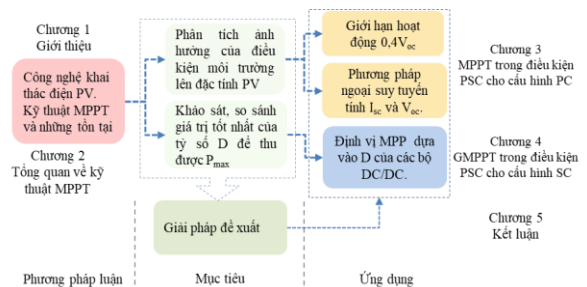 Chương 1
Giới thiệu
Công nghệ khai
thác điện PV.
Kỹ thuật MPPT
và những tồn tại
Chương 2
Tổng quan về kỹ
thuật MPPT
Phân tích ảnh
hưởng của điều
kiện môi trường
lên đặc tính PV
Khảo sát, so sánh
giá trị tốt nhất của
tỷ số D để thu
được Pmax
Giải pháp đề xuất
Giới hạn hoạt
động 0,4Voc
Phương pháp
ngoại suy tuyến
tính Isc và Voc.
Định vị MPP dựa
vào D của các bộ
DC/DC.
Chương 3
MPPT trong điều kiện
PSC cho cấu hình PC
Chương 4
GMPPT trong điều kiện
PSC cho cấu hình SC
Chương 5
Kết luận
Phương pháp luận
Mục tiêu
Ứng dụng